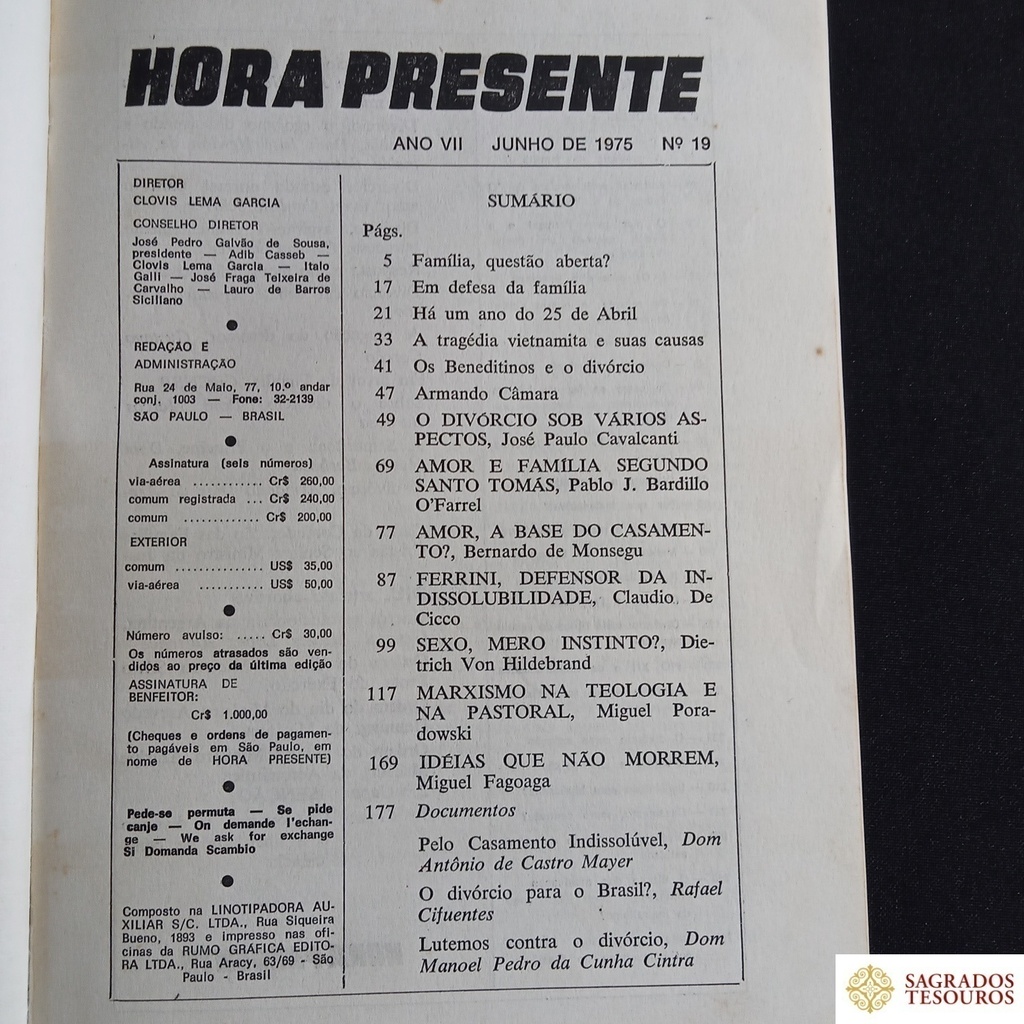 HORA PRESENTE
ANO VII JUNHO DE 1975 Nº 19
DIRETOR
CLOVIS LEMA GARCIA
CONSELHO DIRETOR
José Pedro Galvão de Sousa,
presidente — Adib Casseb —
Clovis Lema Garcia — Italo
Galli — José Fraga Teixeira de
Carvalho — Lauro de Barros
Siciliano
●
REDAÇÃO E
ADMINISTRAÇÃO
Rua 24 de Maio, 77, 10.º andar
conj. 1003 — Fone: 32-2139
SÃO PAULO — BRASIL
●
Assinatura (seis números)
via-aérea ............ Cr$ 260,00
comum registrada ... Cr$ 240,00
comum ............. Cr$ 200,00
EXTERIOR
comum ............... US$ 35,00
via-aérea ........... US$ 50,00
●
Número avulso: ..... Cr$ 30,00
Os números atrasados são ven-
didos ao preço da última edição
ASSINATURA DE
BENFEITOR:
Cr$ 1.000,00
(Cheques e ordens de pagamen-
to pagáveis em São Paulo, em
nome de HORA PRESENTE)
●
Pede-se permuta — Se pide
canje — On demande l'echan-
ge — We ask for exchange
Si Domanda Scambio
●
Composto na LINOTIPADORA AU-
XILIAR S/C. LTDA., Rua Siqueira
Bueno, 1893 e impresso nas ofi-
cinas da RUMO GRÁFICA EDITO-
RA LTDA., Rua Aracy, 63/69 - São
Paulo - Brasil
SUMÁRIO
Págs.
5 Família, questão aberta?
17 Em defesa da família
21 Há um ano do 25 de Abril
33 A tragédia vietnamita e suas causas
41 Os Beneditinos e o divórcio
47 Armando Câmara
49 O DIVÓRCIO SOB VÁRIOS AS-
PECTOS, José Paulo Cavalcanti
69 AMOR E FAMÍLIA SEGUNDO
SANTO TOMÁS, Pablo J. Bardillo
O'Farrel
77 AMOR, A BASE DO CASAMEN-
TO?, Bernardo de Monsegu
87 FERRINI, DEFENSOR DA IN-
DISSOLUBILIDADE, Claudio De
Cicco
99 SEXO, MERO INSTINTO?, Die-
trich Von Hildebrand
117 MARXISMO NA TEOLOGIA E
NA PASTORAL, Miguel Pora-
dowski
169 IDÉIAS QUE NÃO MORREM,
Miguel Fagoaga
177 Documentos
Pelo Casamento Indissolúvel, Dom
Antônio de Castro Mayer
O divórcio para o Brasil?, Rafael
Cifuentes
Lutemos contra o divórcio, Dom
Manoel Pedro da Cunha Cintra
SAGRADOS
TESOUROS